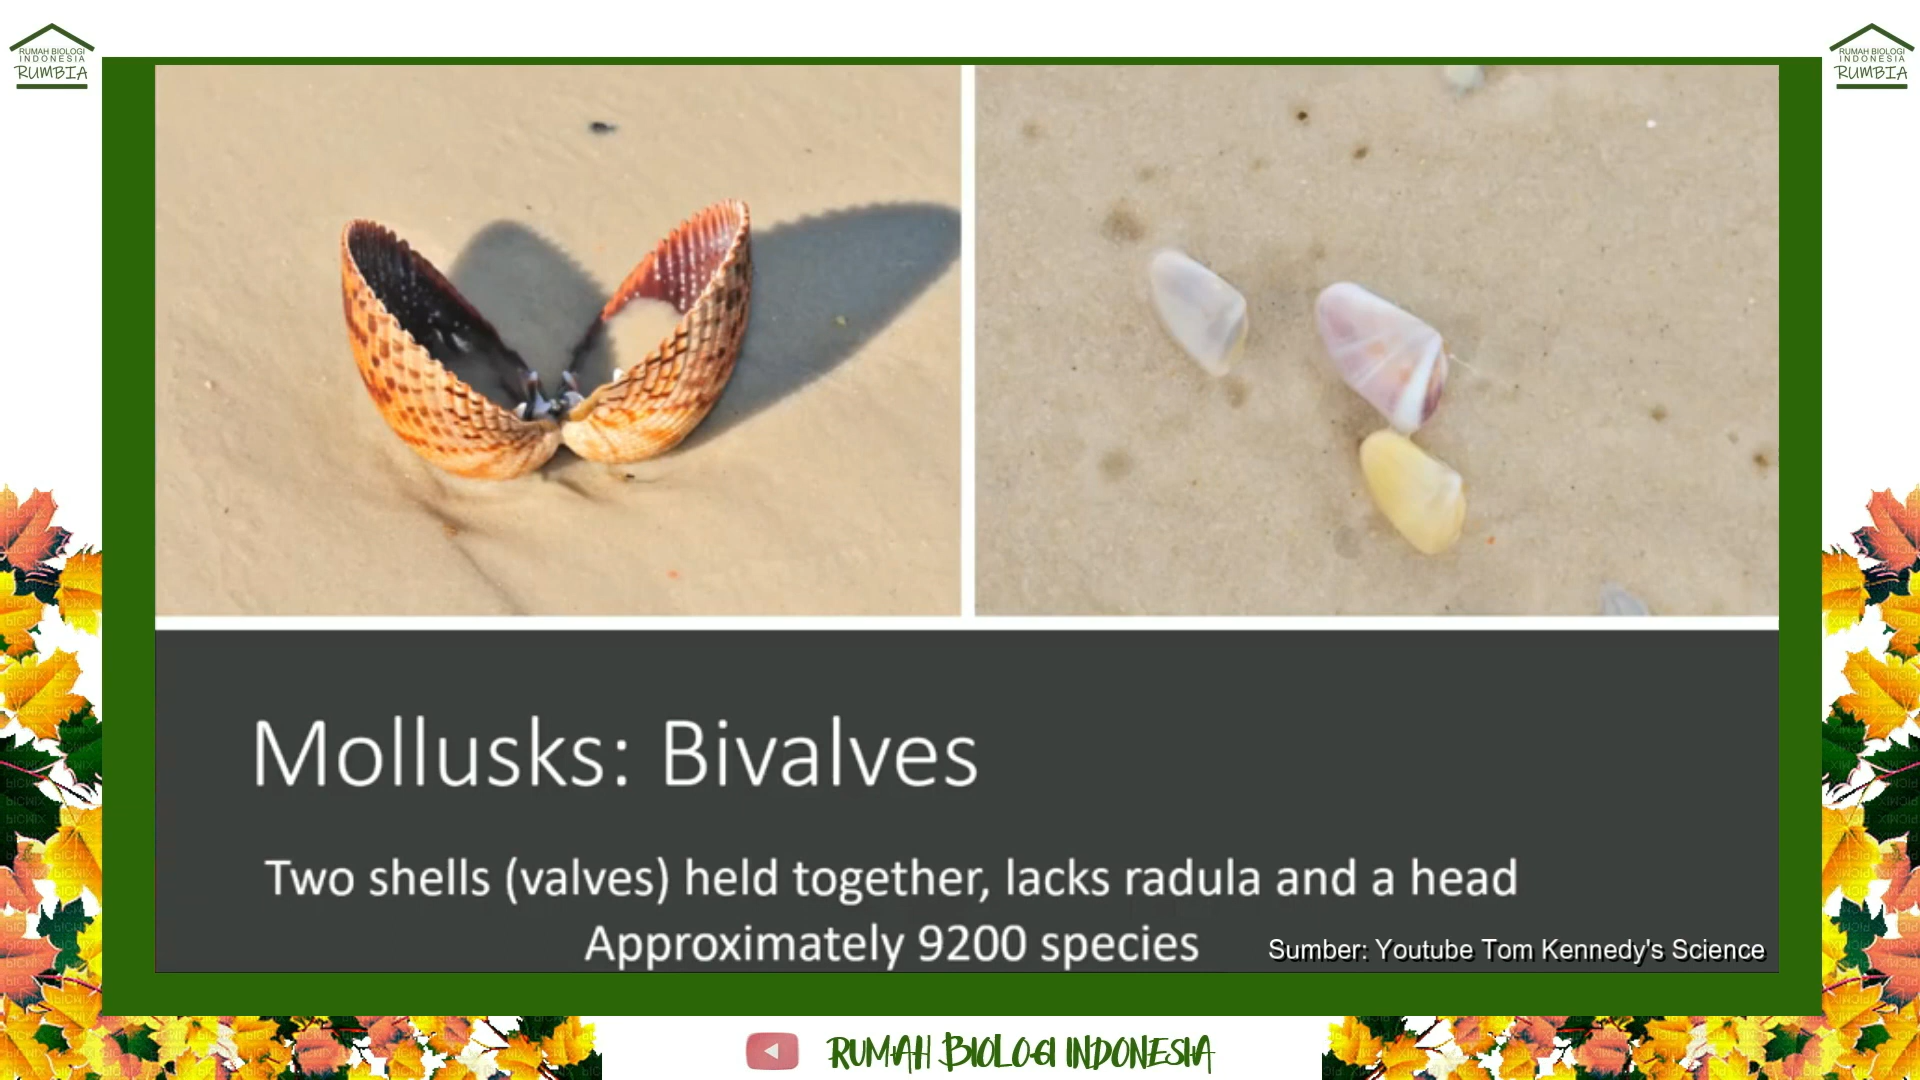 RUMAH BIOLOGI
INDONESIA
RUMBIA
RUMAH BIOLOGI
INDONESIA
RUMBIA
Mollusks: Bivalves
Two shells (valves) held together, lacks radula and a head
Approximately 9200 species
Sumber: Youtube Tom Kennedy's Science
RUMAH BIOLOGI INDONESIA